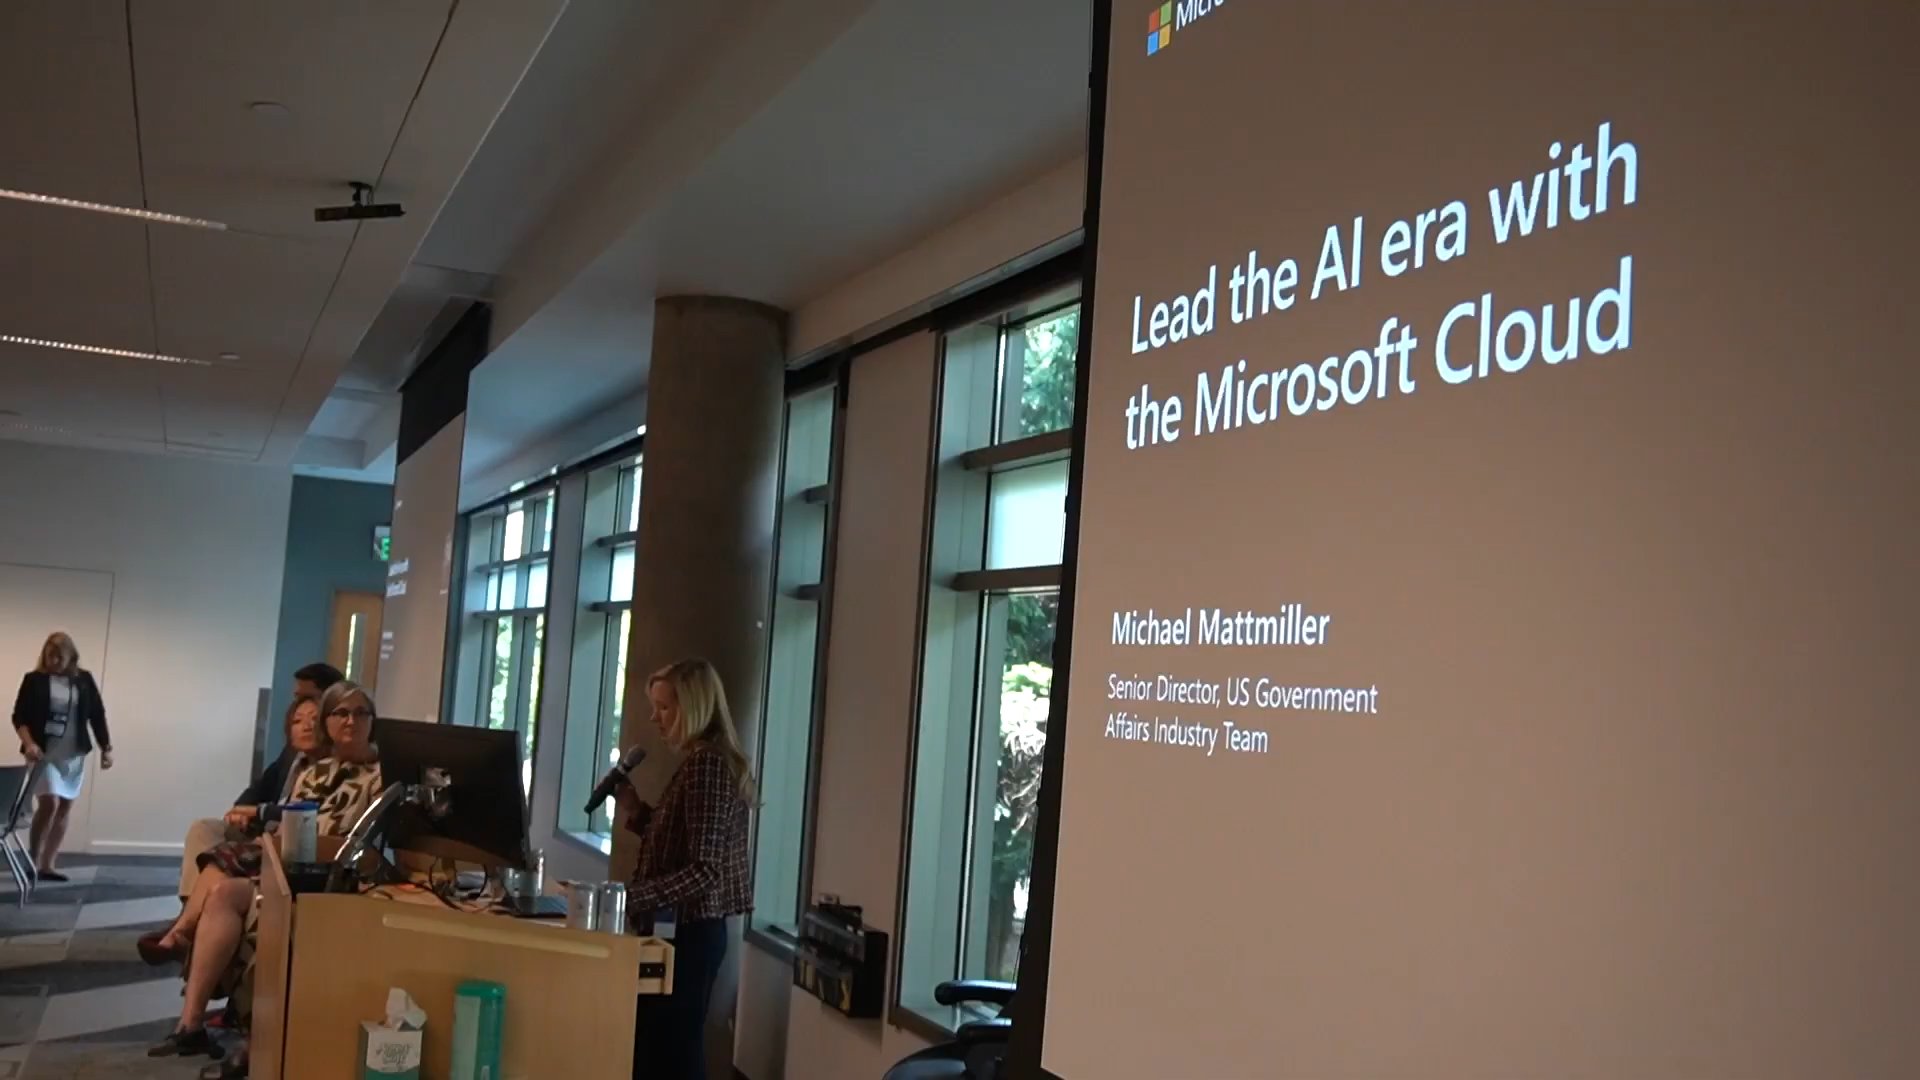 Lead the AI era with
the Microsoft Cloud
Michael Mattmiller
Senior Director, US Government
Affairs Industry Team